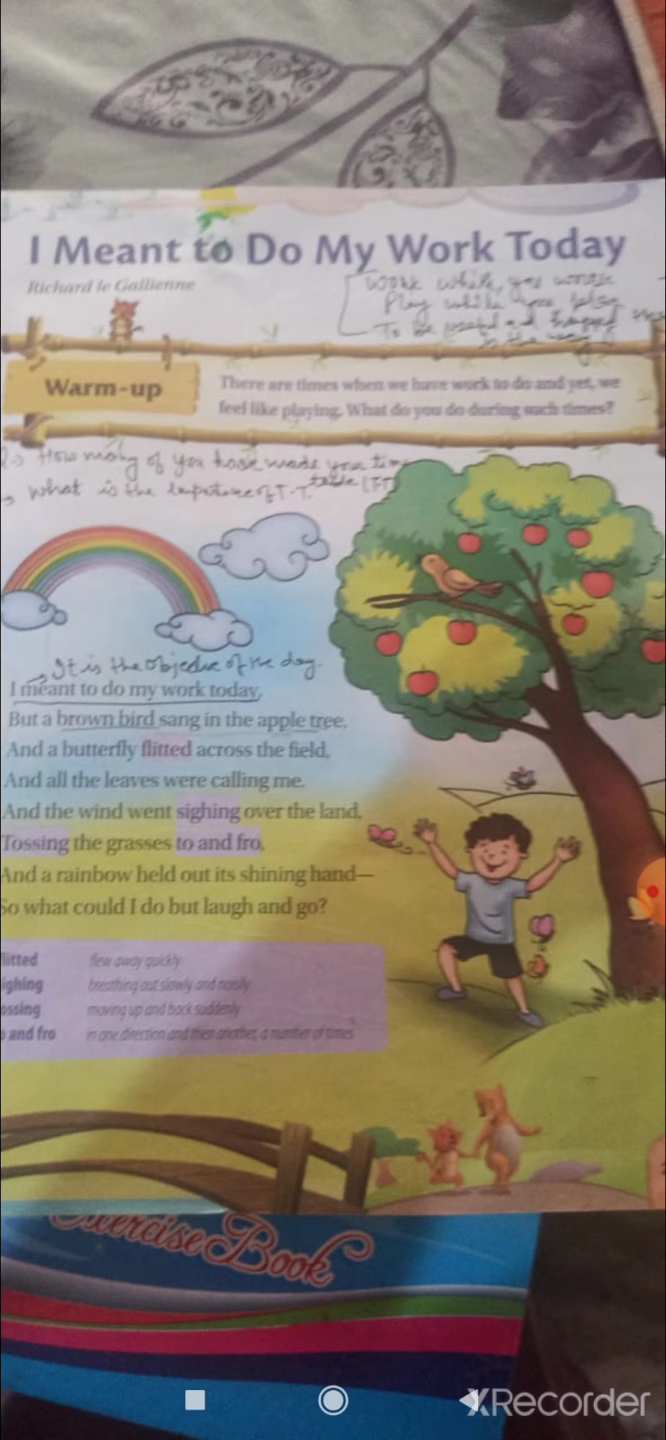 I Meant to Do My Work Today
Richard le Gallienne
Work while you work
Play while you
To be and
Warm-up
There are times when we have work to do and yet, we
feel like playing. What do you do during such times?
How many of you have made your time
table (TT)
What is the of T.T.
It is the of the day.
I meant to do my work today,
But a brown bird sang in the apple tree,
And a butterfly flitted across the field,
And all the leaves were calling me.
And the wind went sighing over the land,
Tossing the grasses to and fro,
And a rainbow held out its shining hand—
So what could I do but laugh and go?
litted flew away quickly
ighing breathing out slowly and noisily
ossing moving up and back suddenly
o and fro in one direction and then another, a number of times
Exercise Book
XRecorder